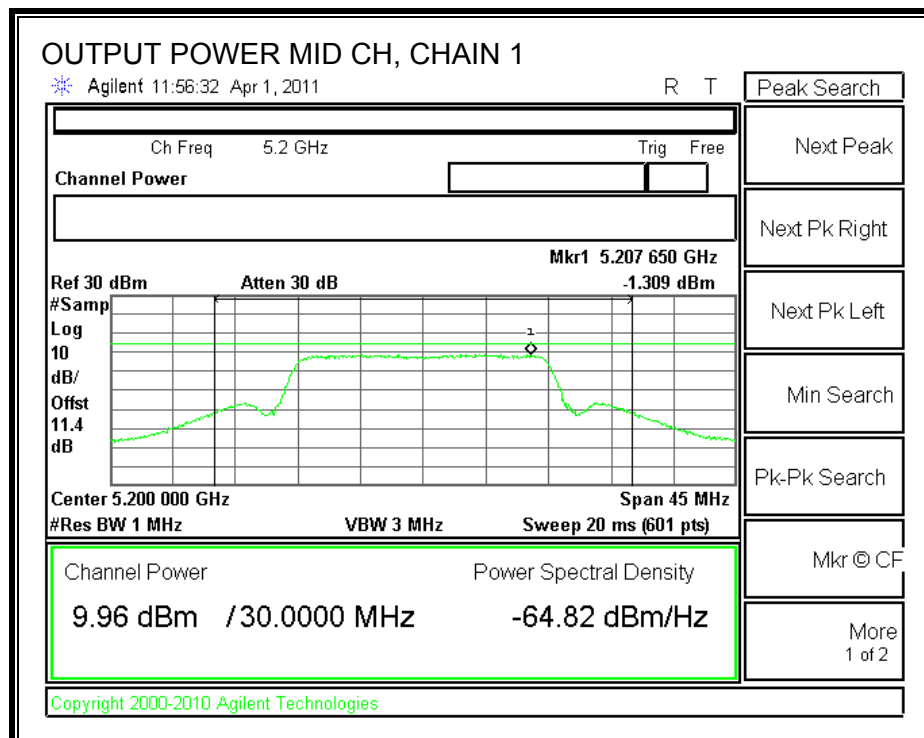 OUTPUT POWER MID CH, CHAIN 1
Agilent 11:56:32 Apr 1, 2011 R T
Peak Search
Ch Freq 5.2 GHz Trig Free
Channel Power
Mkr1 5.207 650 GHz
Ref 30 dBm Atten 30 dB -1.309 dBm
#Samp
Log
10
dB/
Offst
11.4
dB
1
Center 5.200 000 GHz Span 45 MHz
#Res BW 1 MHz VBW 3 MHz Sweep 20 ms (601 pts)
Channel Power Power Spectral Density
9.96 dBm /30.0000 MHz -64.82 dBm/Hz
Next Peak
Next Pk Right
Next Pk Left
Min Search
Pk-Pk Search
Mkr © CF
More
1 of 2
Copyright 2000-2010 Agilent Technologies